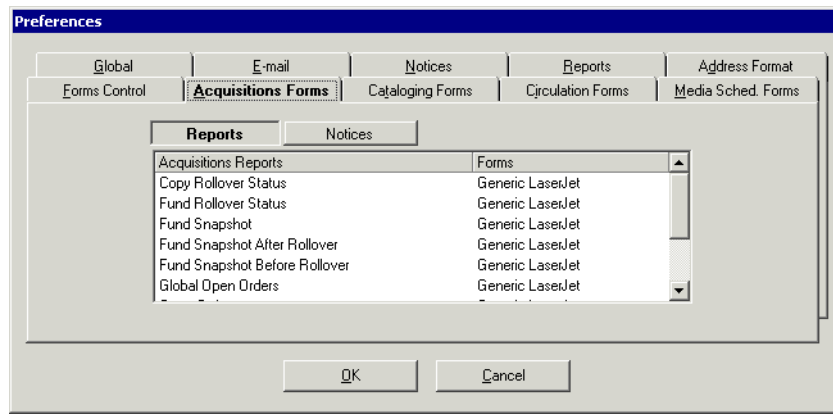 Preferences
Global E-mail Notices Reports Address Format
Forms Control Acquisitions Forms Cataloging Forms Circulation Forms Media Sched. Forms
Reports Notices
Acquisitions Reports Forms
Copy Rollover Status Generic LaserJet
Fund Rollover Status Generic LaserJet
Fund Snapshot Generic LaserJet
Fund Snapshot After Rollover Generic LaserJet
Fund Snapshot Before Rollover Generic LaserJet
Global Open Orders Generic LaserJet
OK Cancel